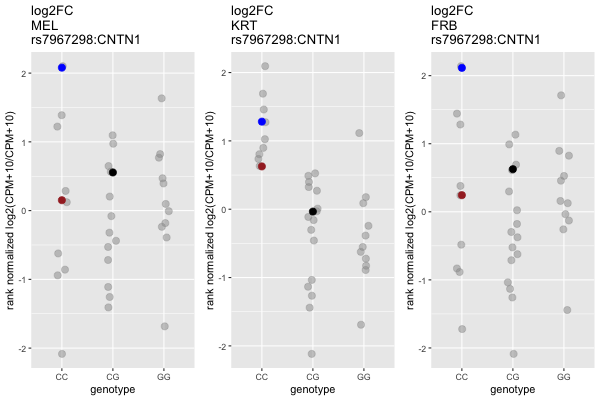 log2FC
MEL
rs7967298:CNTN1
rank normalized log2(CPM+10/CPM+10)
2
1
0
-1
-2
CC CG GG
genotype
log2FC
KRT
rs7967298:CNTN1
rank normalized log2(CPM+10/CPM+10)
2
1
0
-1
-2
CC CG GG
genotype
log2FC
FRB
rs7967298:CNTN1
rank normalized log2(CPM+10/CPM+10)
2
1
0
-1
-2
CC CG GG
genotype